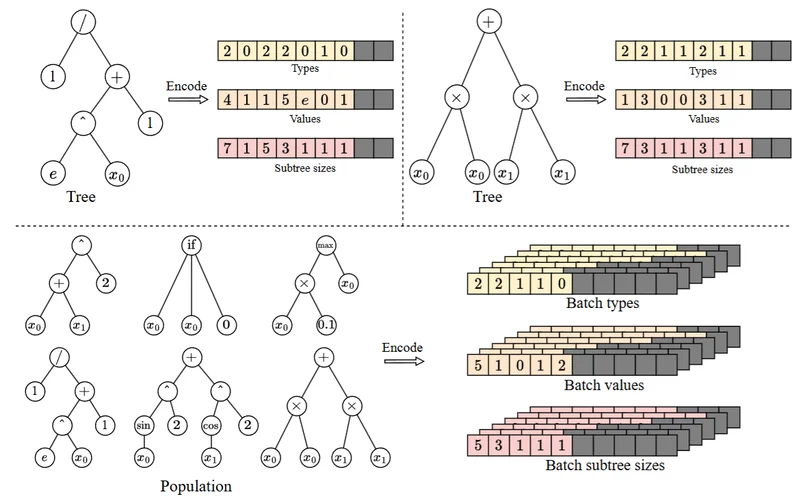 /
1 +
^ 1
e x₀
Tree
Encode
2 0 2 2 0 1 0
Types
4 1 1 5 e 0 1
Values
7 1 5 3 1 1 1
Subtree sizes
+
× ×
x₀ x₀ x₁ x₁
Tree
Encode
2 2 1 1 2 1 1
Types
1 3 0 0 3 1 1
Values
7 3 1 1 3 1 1
Subtree sizes
^
+ 2
x₀ x₁
if
x₀ x₀ 0
max
× x₀
x₀ 0.1
/
1 +
^ 1
e x₀
+
^ ^
sin 2 cos 2
x₀ x₁
+
× ×
x₀ x₀ x₁ x₁
Population
Encode
2 2 1 1 0
Batch types
5 1 0 1 2
Batch values
5 3 1 1 1
Batch subtree sizes